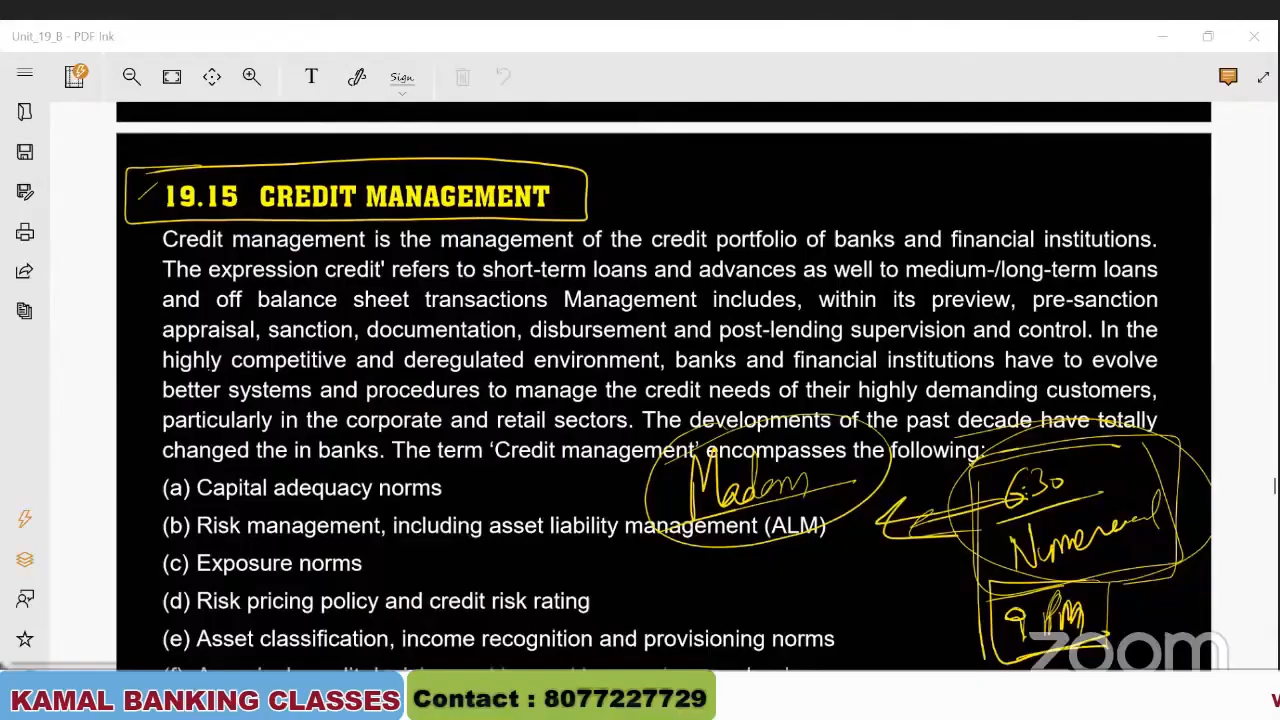 Unit_19_B - PDF Ink
T
Sign
19.15 CREDIT MANAGEMENT
Credit management is the management of the credit portfolio of banks and financial institutions.
The expression credit' refers to short-term loans and advances as well to medium-/long-term loans
and off balance sheet transactions Management includes, within its preview, pre-sanction
appraisal, sanction, documentation, disbursement and post-lending supervision and control. In the
highly competitive and deregulated environment, banks and financial institutions have to evolve
better systems and procedures to manage the credit needs of their highly demanding customers,
particularly in the corporate and retail sectors. The developments of the past decade have totally
changed the in banks. The term ‘Credit management’ encompasses the following:
Madam
6:30
(a) Capital adequacy norms
(b) Risk management, including asset liability management (ALM)
Numerical
(c) Exposure norms
(d) Risk pricing policy and credit risk rating
9 PM
(e) Asset classification, income recognition and provisioning norms
zoom
KAMAL BANKING CLASSES
Contact : 8077227729